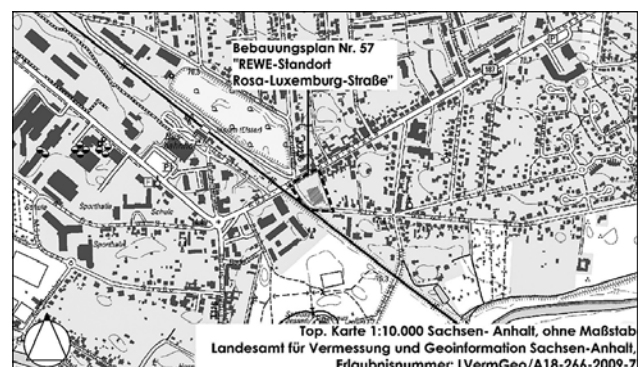 Bebauungsplan Nr. 57
"REWE-Standort
Rosa-Luxemburg-Straße"
187
Sporthalle
Schule
Sporthalle
Top. Karte 1:10.000 Sachsen- Anhalt, ohne Maßstab
Landesamt für Vermessung und Geoinformation Sachsen-Anhalt,
Erlaubnisnummer: LVermGeo/A18-266-2009-7